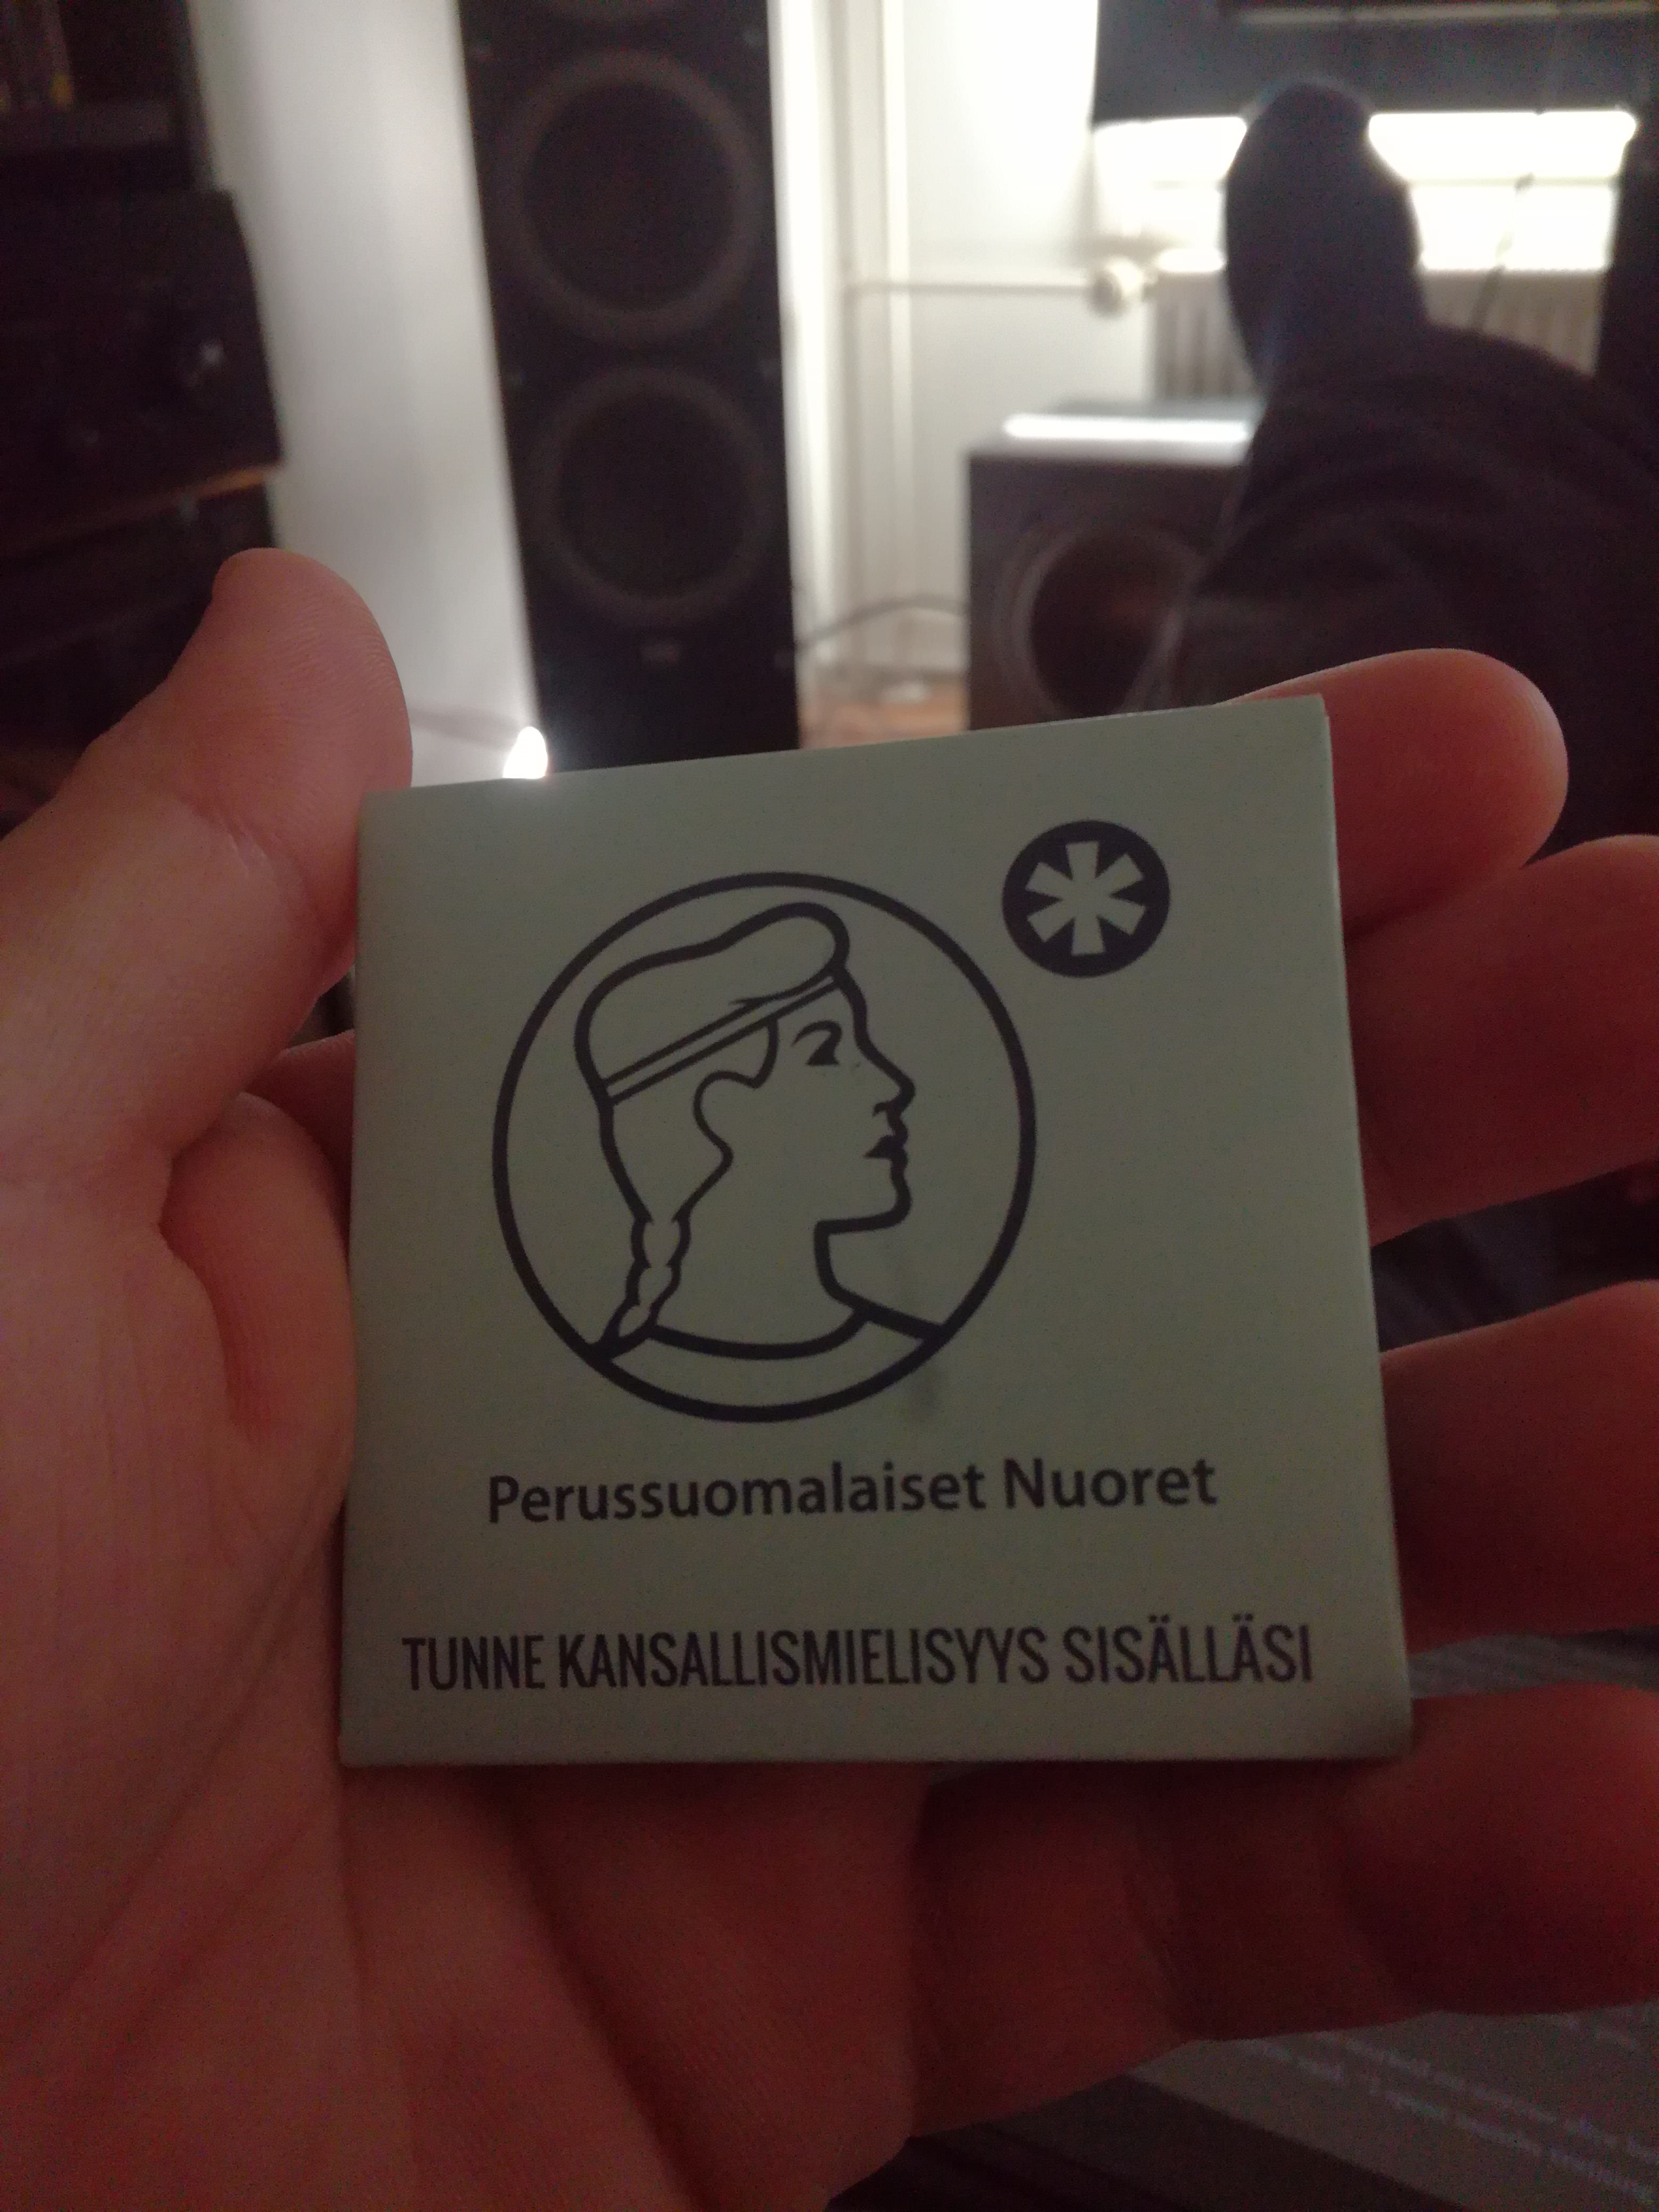 Perussuomalaiset Nuoret
TUNNE KANSALLISMIELISYYS SISÄLLÄSI